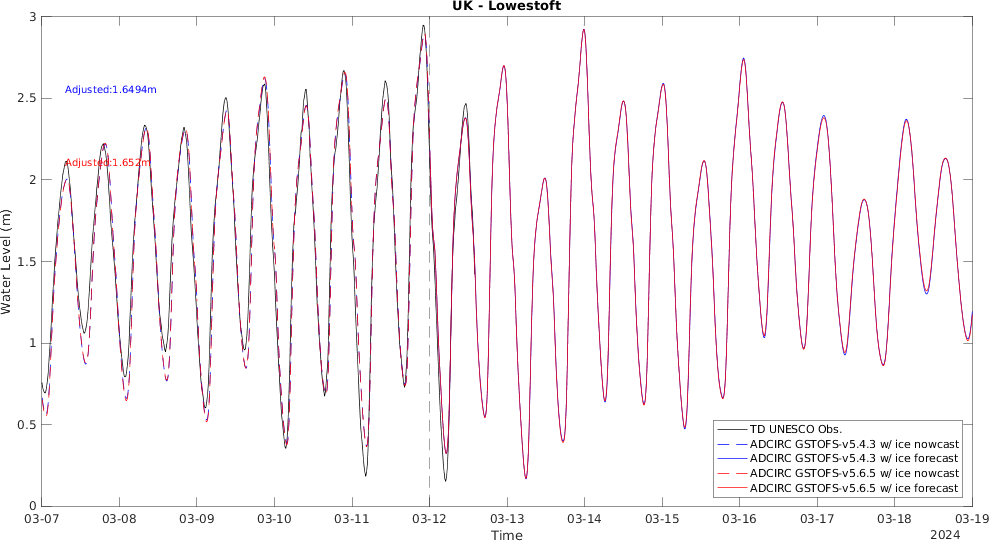 UK - Lowestoft
3
2.5
2
1.5
1
0.5
0
Water Level (m)
Adjusted:1.6494m
Adjusted:1.652m
TD UNESCO Obs.
ADCIRC GSTOFS-v5.4.3 w/ ice nowcast
ADCIRC GSTOFS-v5.4.3 w/ ice forecast
ADCIRC GSTOFS-v5.6.5 w/ ice nowcast
ADCIRC GSTOFS-v5.6.5 w/ ice forecast
03-07 03-08 03-09 03-10 03-11 03-12 03-13 03-14 03-15 03-16 03-17 03-18 03-19
Time
2024